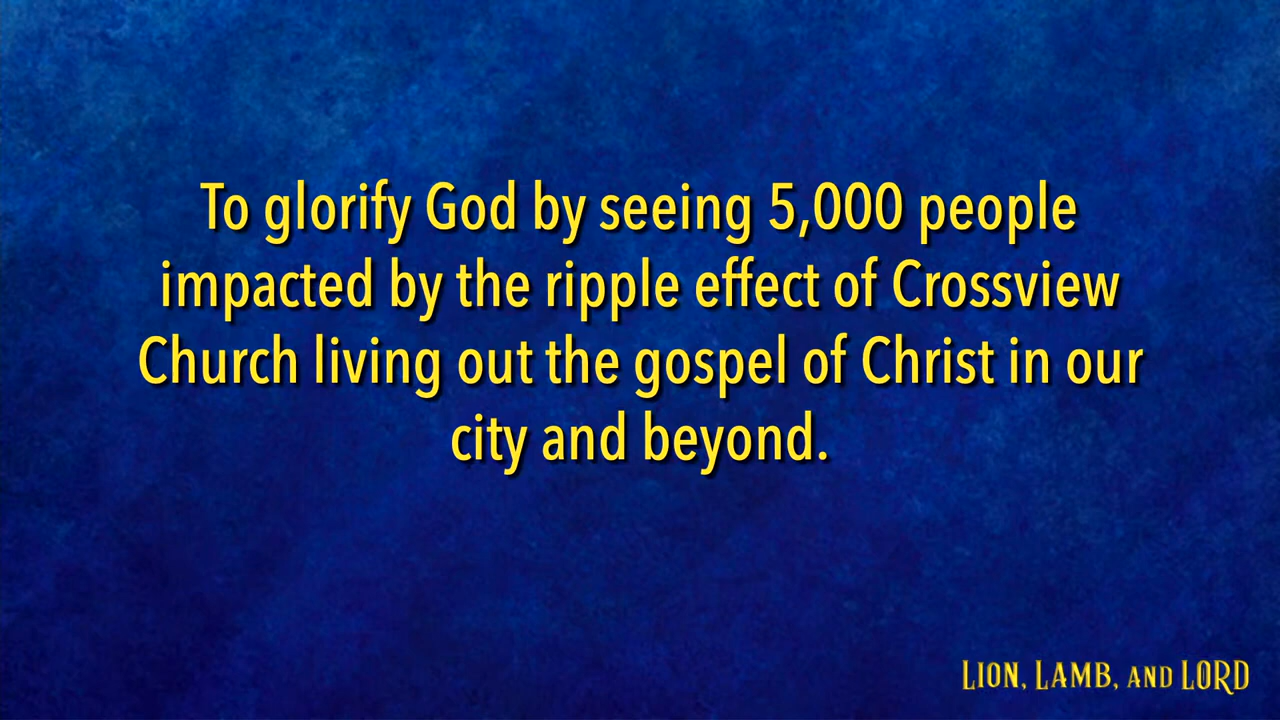 To glorify God by seeing 5,000 people
impacted by the ripple effect of Crossview
Church living out the gospel of Christ in our
city and beyond.
LION, LAMB, AND LORD